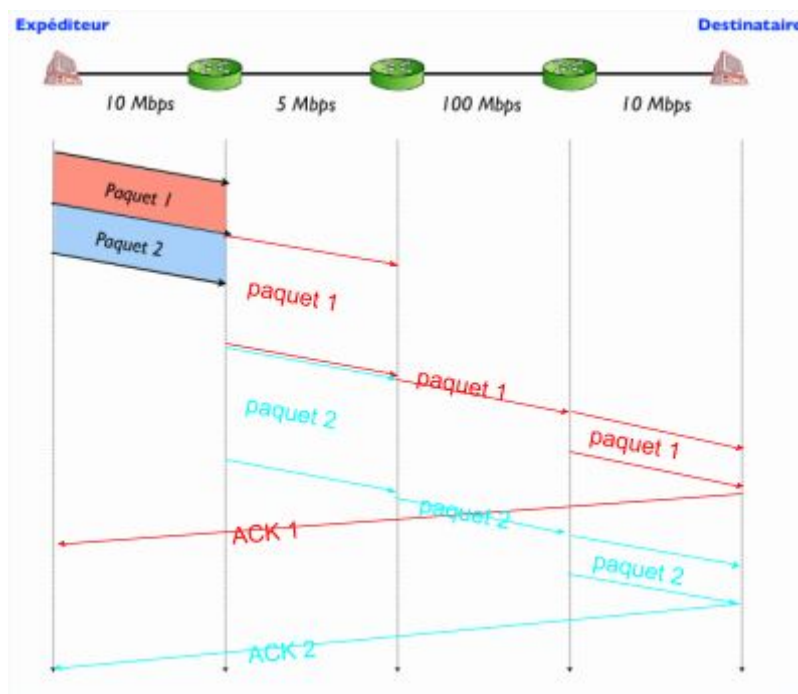 Expéditeur
Destinataire
10 Mbps
5 Mbps
100 Mbps
10 Mbps
Paquet 1
Paquet 2
paquet 1
paquet 1
paquet 2
paquet 1
ACK 1
paquet 2
paquet 2
ACK 2